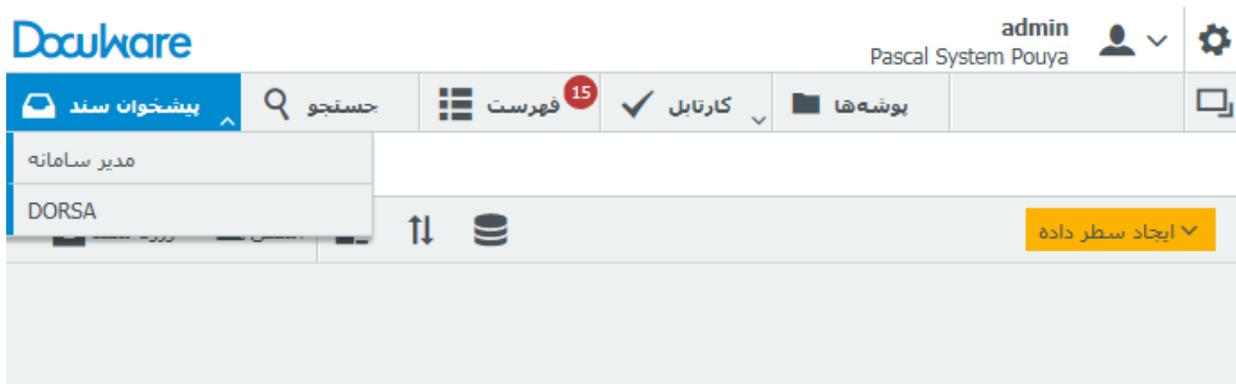 DocuWare
admin
Pascal System Pouya
پیشخوان سند
جستجو
فهرست
15
کارتابل
پوشه‌ها
مدیر سامانه
DORSA
ایجاد سطر داده